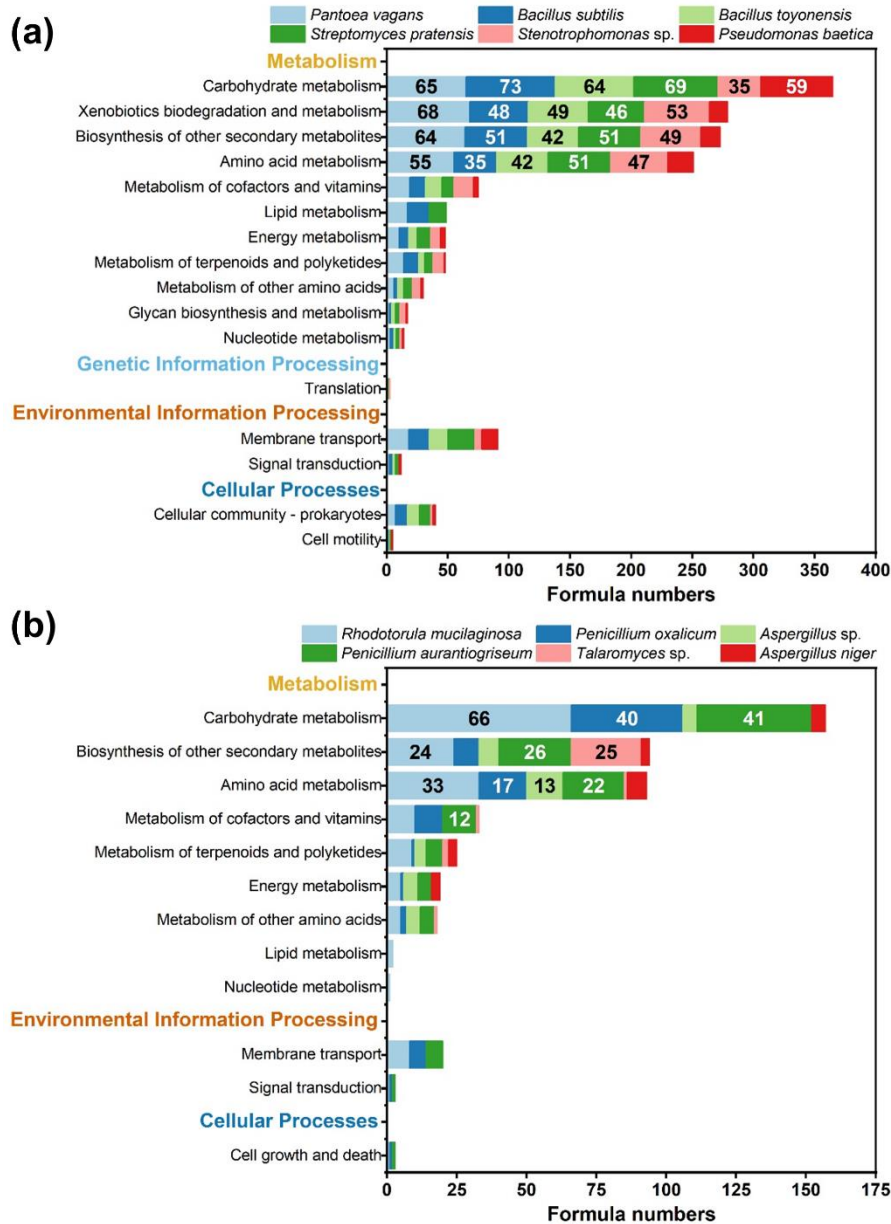 (a)
Pantoea vagans Bacillus subtilis Bacillus toyonensis
Streptomyces pratensis Stenotrophomonas sp. Pseudomonas baetica
Metabolism
Carbohydrate metabolism 65 73 64 69 35 59
Xenobiotics biodegradation and metabolism 68 48 49 46 53
Biosynthesis of other secondary metabolites 64 51 42 51 49
Amino acid metabolism 55 35 42 51 47
Metabolism of cofactors and vitamins
Lipid metabolism
Energy metabolism
Metabolism of terpenoids and polyketides
Metabolism of other amino acids
Glycan biosynthesis and metabolism
Nucleotide metabolism
Genetic Information Processing
Translation
Environmental Information Processing
Membrane transport
Signal transduction
Cellular Processes
Cellular community - prokaryotes
Cell motility
0 50 100 150 200 250 300 350 400
Formula numbers
(b)
Rhodotorula mucilaginosa Penicillium oxalicum Aspergillus sp.
Penicillium aurantiogriseum Talaromyces sp. Aspergillus niger
Metabolism
Carbohydrate metabolism 66 40 41
Biosynthesis of other secondary metabolites 24 26 25
Amino acid metabolism 33 17 13 22
Metabolism of cofactors and vitamins 12
Metabolism of terpenoids and polyketides
Energy metabolism
Metabolism of other amino acids
Lipid metabolism
Nucleotide metabolism
Environmental Information Processing
Membrane transport
Signal transduction
Cellular Processes
Cell growth and death
0 25 50 75 100 125 150 175
Formula numbers